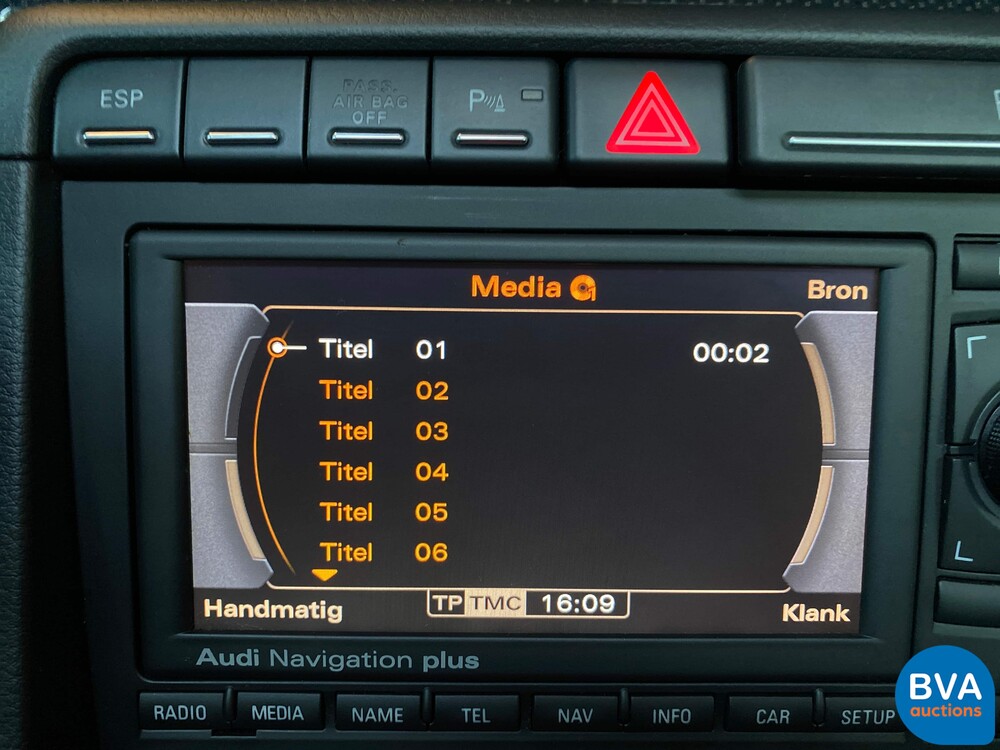 ESP
PASS.
AIR BAG
OFF
P
Media 1
Bron
Titel 01 00:02
Titel 02
Titel 03
Titel 04
Titel 05
Titel 06
Handmatig
TP TMC 16:09
Klank
Audi Navigation plus
RADIO MEDIA NAME TEL NAV INFO CAR SETUP
BVA
auctions